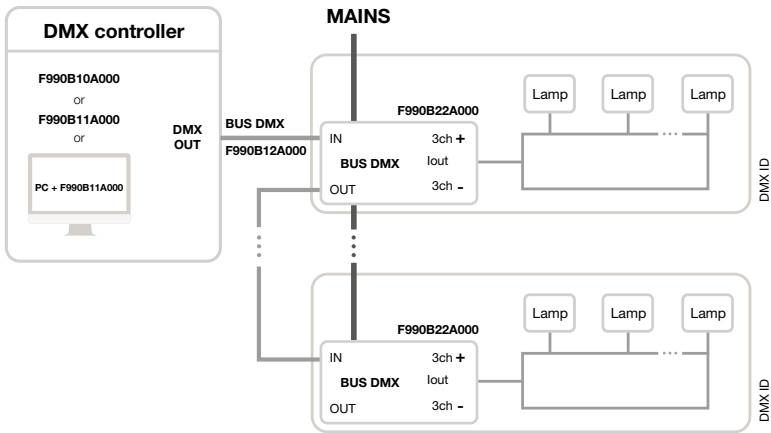 MAINS
DMX controller
F990B10A000
or
F990B11A000
or
PC + F990B11A000
DMX
OUT
BUS DMX
F990B12A000
F990B22A000
IN
3ch +
BUS DMX
Iout
OUT
3ch -
Lamp
Lamp
Lamp
DMX ID
F990B22A000
IN
3ch +
BUS DMX
Iout
OUT
3ch -
Lamp
Lamp
Lamp
DMX ID